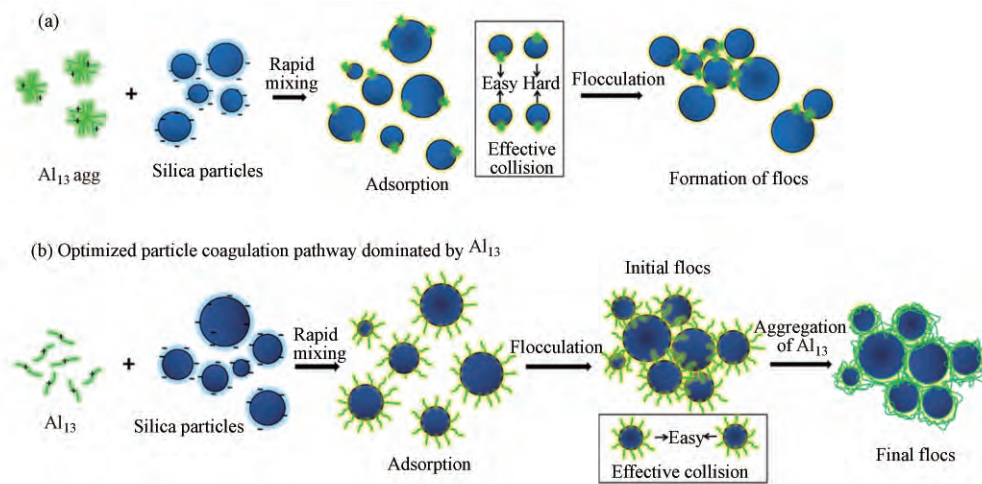 (a)
+
Rapid
mixing
Easy Hard
Effective
collision
Flocculation
Al₁₃ agg
Silica particles
Adsorption
Formation of flocs
(b) Optimized particle coagulation pathway dominated by Al₁₃
+
Rapid
mixing
Flocculation
Initial flocs
Aggregation
of Al₁₃
Al₁₃
Silica particles
Adsorption
Easy
Effective collision
Final flocs